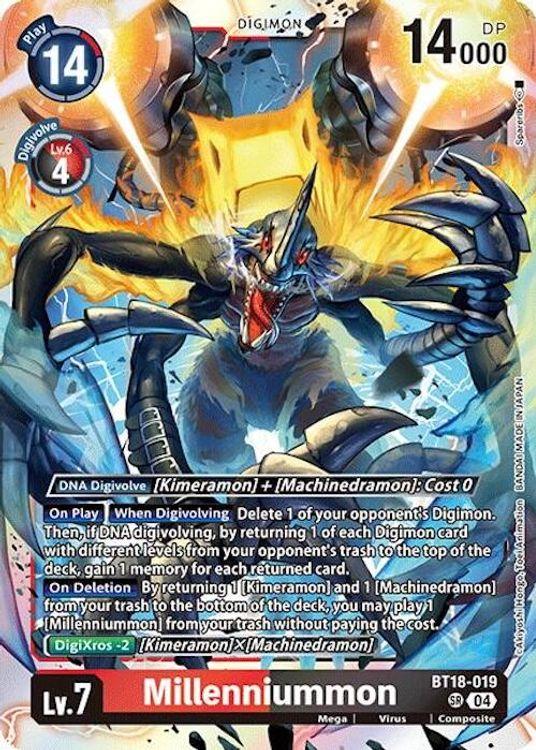 Play
DIGIMON
DP
14
14000
Digivolve
Lv.6
4
Spareribs
DNA Digivolve [Kimeramon] + [Machinedramon]: Cost 0
On Play When Digivolving Delete 1 of your opponent's Digimon.
Then, if DNA digivolving, by returning 1 of each Digimon card
with different levels from your opponent's trash to the top of the
deck, gain 1 memory for each returned card.
On Deletion By returning 1 [Kimeramon] and 1 [Machinedramon]
from your trash to the bottom of the deck, you may play 1
[Millenniummon] from your trash without paying the cost.
DigiXros -2 [Kimeramon]×[Machinedramon]
©Akiyoshi Hongo, Toei Animation BANDAI MADE IN JAPAN
BT18-019
Lv.7 Millenniummon SR 04
Mega Virus Composite